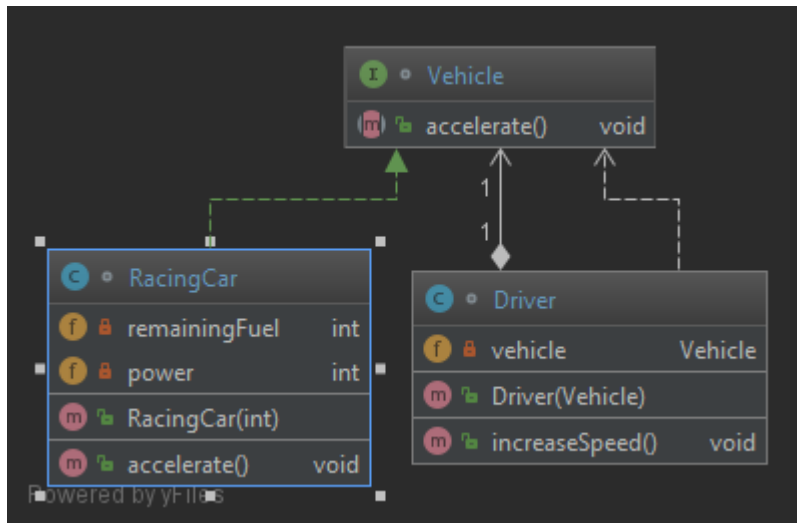 I Vehicle
m accelerate() void
1
1
C RacingCar
f remainingFuel int
f power int
m RacingCar(int)
m accelerate() void
C Driver
f vehicle Vehicle
m Driver(Vehicle)
m increaseSpeed() void
Powered by yFiles